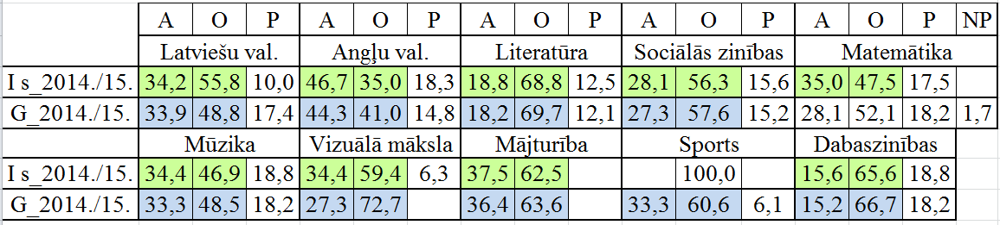 A O P A O P A O P A O P A O P NP
Latviešu val. Angļu val. Literatūra Sociālās zinības Matemātika
I s_2014./15. 34,2 55,8 10,0 46,7 35,0 18,3 18,8 68,8 12,5 28,1 56,3 15,6 35,0 47,5 17,5
G_2014./15. 33,9 48,8 17,4 44,3 41,0 14,8 18,2 69,7 12,1 27,3 57,6 15,2 28,1 52,1 18,2 1,7
Mūzika Vizuālā māksla Mājturība Sports Dabaszinības
I s_2014./15. 34,4 46,9 18,8 34,4 59,4 6,3 37,5 62,5 100,0 15,6 65,6 18,8
G_2014./15. 33,3 48,5 18,2 27,3 72,7 36,4 63,6 33,3 60,6 6,1 15,2 66,7 18,2